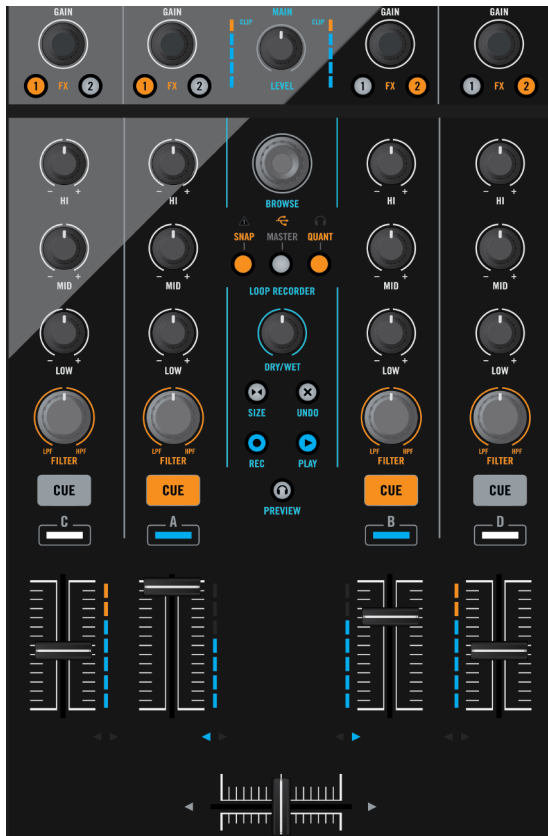 GAIN GAIN MAIN GAIN GAIN
CLIP CLIP
1 FX 2 1 FX 2 LEVEL 1 FX 2 1 FX 2
- + - + - + - +
HI HI BROWSE HI HI
SNAP MASTER QUANT
- + - + - + - +
MID MID LOOP RECORDER MID MID
- + - + DRY/WET - + - +
LOW LOW LOW LOW
SIZE UNDO
LPF HPF LPF HPF LPF HPF LPF HPF
FILTER FILTER REC PLAY FILTER FILTER
CUE CUE CUE CUE
PREVIEW
C A B D